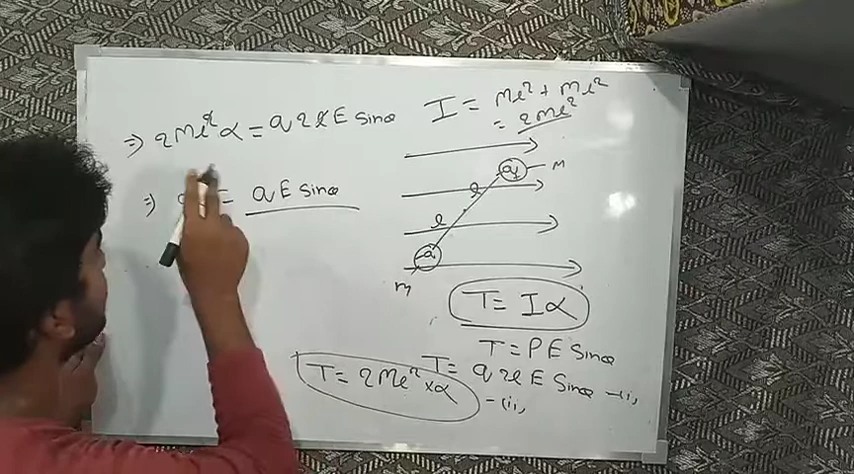 ⇒ 2Ml²α = q2lE Sinθ
⇒ = qE Sinθ
I = Ml² + Ml²
= 2Ml²
q
m
l
l
-q
m
T = Iα
T = PE Sinθ
T = q2lE Sinθ -(i)
T = 2Ml² × α -(ii)